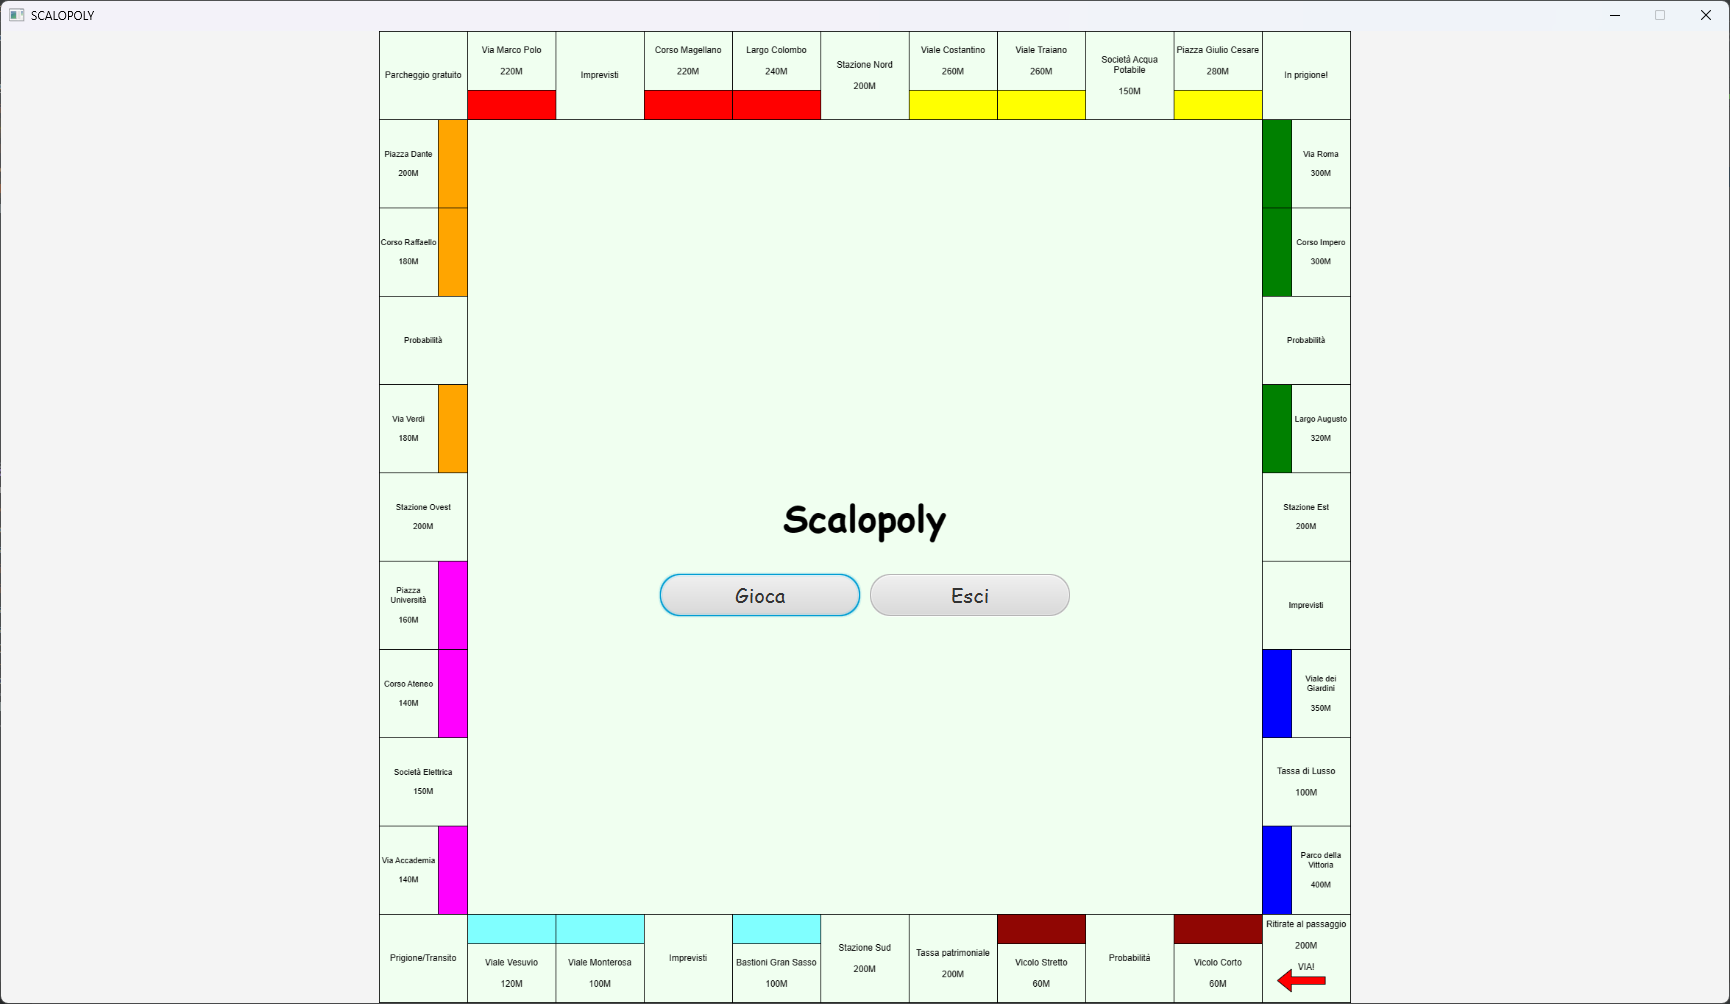 SCALOPOLY
Parcheggio gratuito
Via Marco Polo
220M
Imprevisti
Corso Magellano
220M
Largo Colombo
240M
Stazione Nord
200M
Viale Costantino
260M
Viale Traiano
260M
Società Acqua
Potabile
150M
Piazza Giulio Cesare
280M
In prigione!
Piazza Dante
200M
Via Roma
300M
Corso Raffaello
180M
Corso Impero
300M
Probabilità
Probabilità
Via Verdi
180M
Largo Augusto
320M
Stazione Ovest
200M
Stazione Est
200M
Scalopoly
Gioca
Esci
Piazza
Università
160M
Imprevisti
Corso Ateneo
140M
Viale dei
Giardini
350M
Società Elettrica
150M
Tassa di Lusso
100M
Via Accademia
140M
Parco della
Vittoria
400M
Prigione/Transito
Viale Vesuvio
120M
Viale Monterosa
100M
Imprevisti
Bastioni Gran Sasso
100M
Stazione Sud
200M
Tassa patrimoniale
200M
Vicolo Stretto
60M
Probabilità
Vicolo Corto
60M
Ritirate al passaggio
200M
VIA!